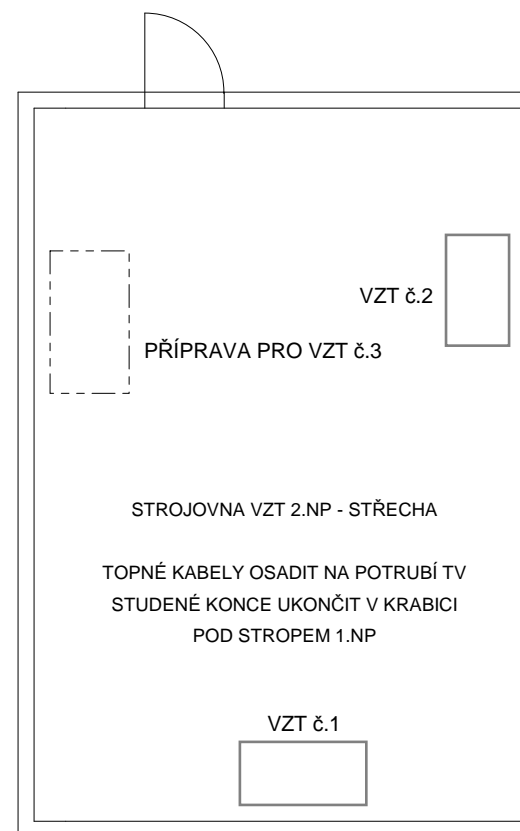 VZT č.2
PŘÍPRAVA PRO VZT č.3
STROJOVNA VZT 2.NP - STŘECHA
TOPNÉ KABELY OSADIT NA POTRUBÍ TV
STUDENÉ KONCE UKONČIT V KRABICI
POD STROPEM 1.NP
VZT č.1